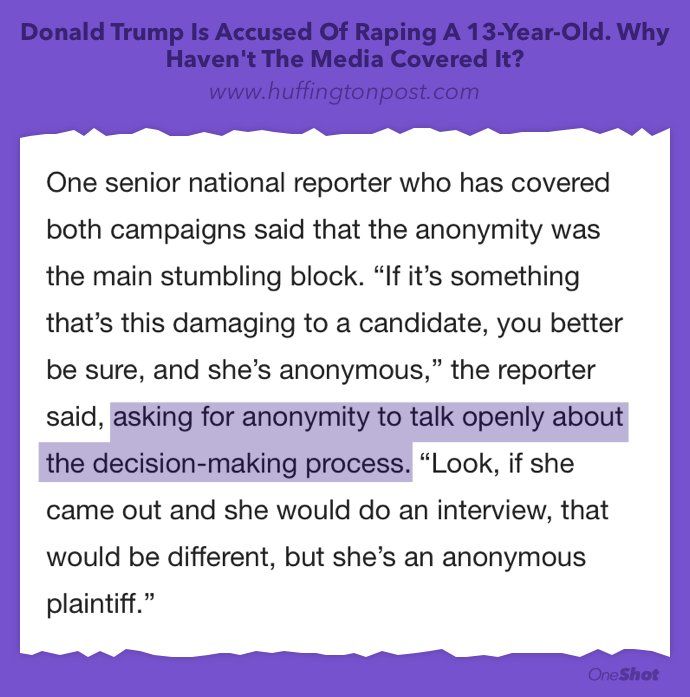 Donald Trump Is Accused Of Raping A 13-Year-Old. Why
Haven't The Media Covered It?
www.huffingtonpost.com
One senior national reporter who has covered
both campaigns said that the anonymity was
the main stumbling block. “If it’s something
that’s this damaging to a candidate, you better
be sure, and she’s anonymous,” the reporter
said, asking for anonymity to talk openly about
the decision-making process. “Look, if she
came out and she would do an interview, that
would be different, but she’s an anonymous
plaintiff.”
OneShot